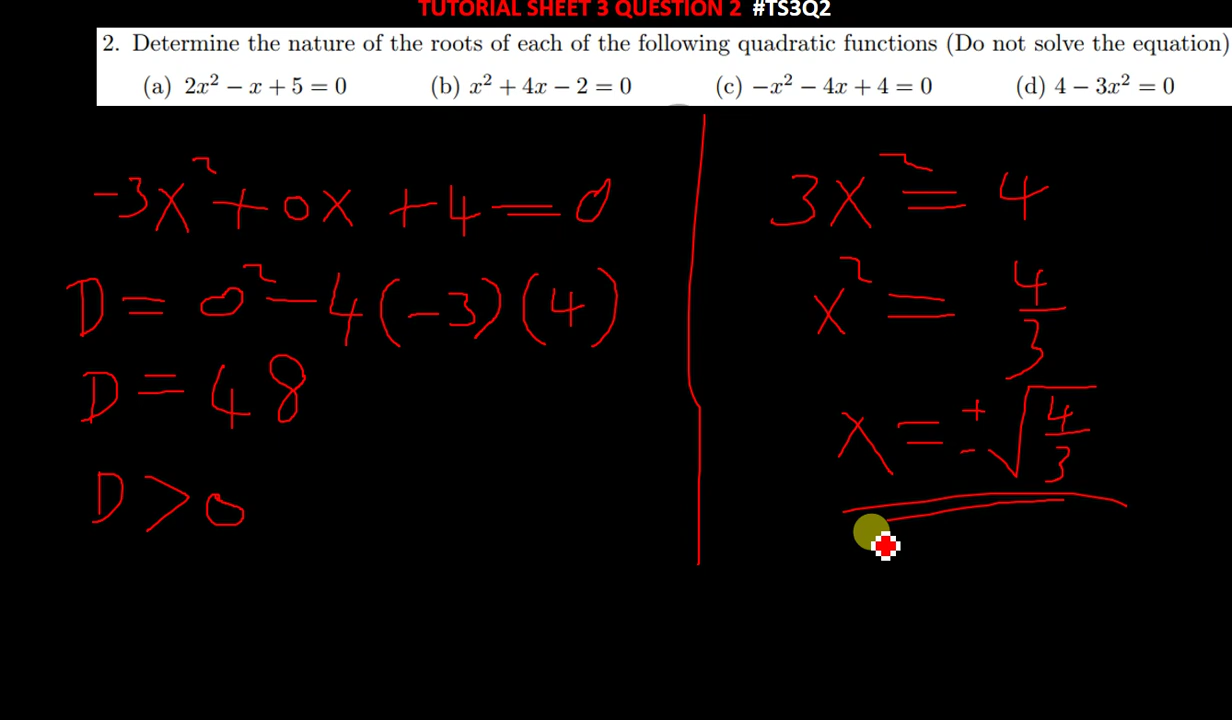 TUTORIAL SHEET 3 QUESTION 2 #TS3Q2
2. Determine the nature of the roots of each of the following quadratic functions (Do not solve the equation)
(a) 2x² − x + 5 = 0 (b) x² + 4x − 2 = 0 (c) −x² − 4x + 4 = 0 (d) 4 − 3x² = 0
-3x² + 0x + 4 = 0
D = 0² - 4(-3)(4)
D = 48
D > 0
3x² = 4
x² = 4/3
x = ±√(4/3)